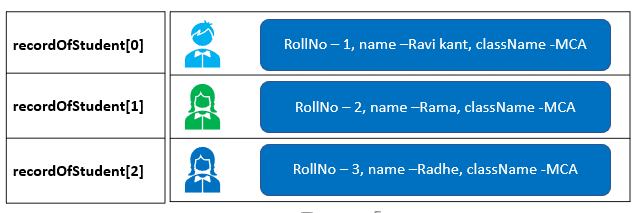 recordOfStudent[0]
RollNo – 1, name –Ravi kant, className -MCA
recordOfStudent[1]
RollNo – 2, name –Rama, className -MCA
recordOfStudent[2]
RollNo – 3, name –Radhe, className -MCA